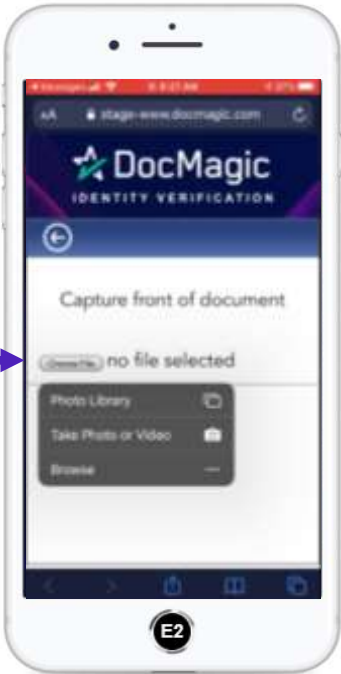 AA stage-www.docmagic.com
DocMagic
IDENTITY VERIFICATION
Capture front of document
Choose File no file selected
Photo Library
Take Photo or Video
Browse
E2